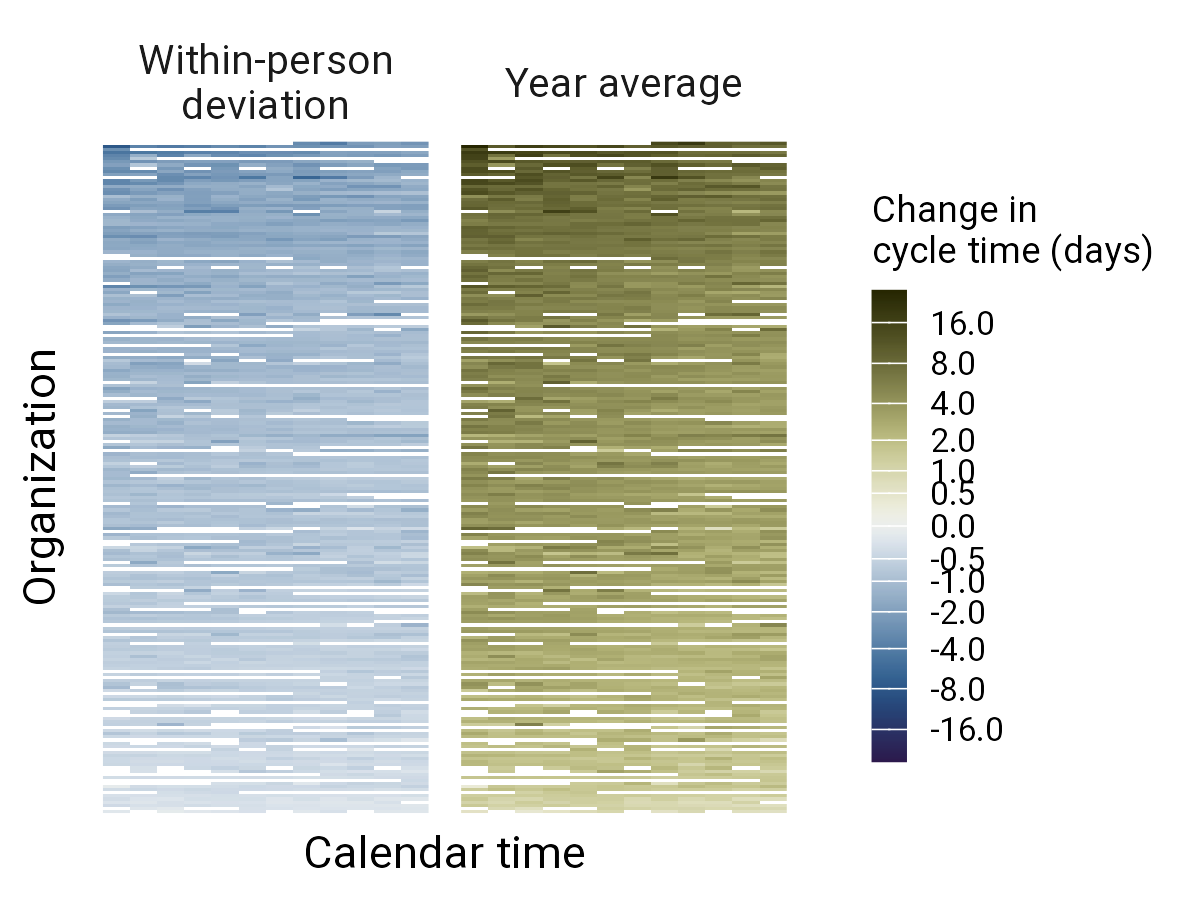 Within-person
deviation
Year average
Organization
Calendar time
Change in
cycle time (days)
16.0
8.0
4.0
2.0
1.0
0.5
0.0
-0.5
-1.0
-2.0
-4.0
-8.0
-16.0